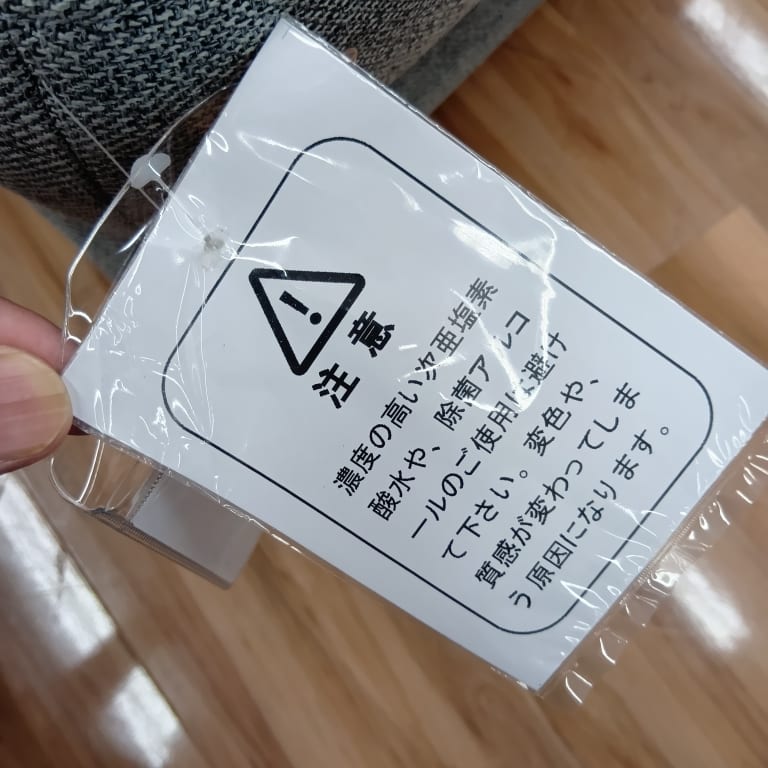 注意
濃度の高い次亜塩素
酸水や、除菌アルコ
ールのご使用は避け
て下さい。変色や、
質感が変わってしま
う原因になります。